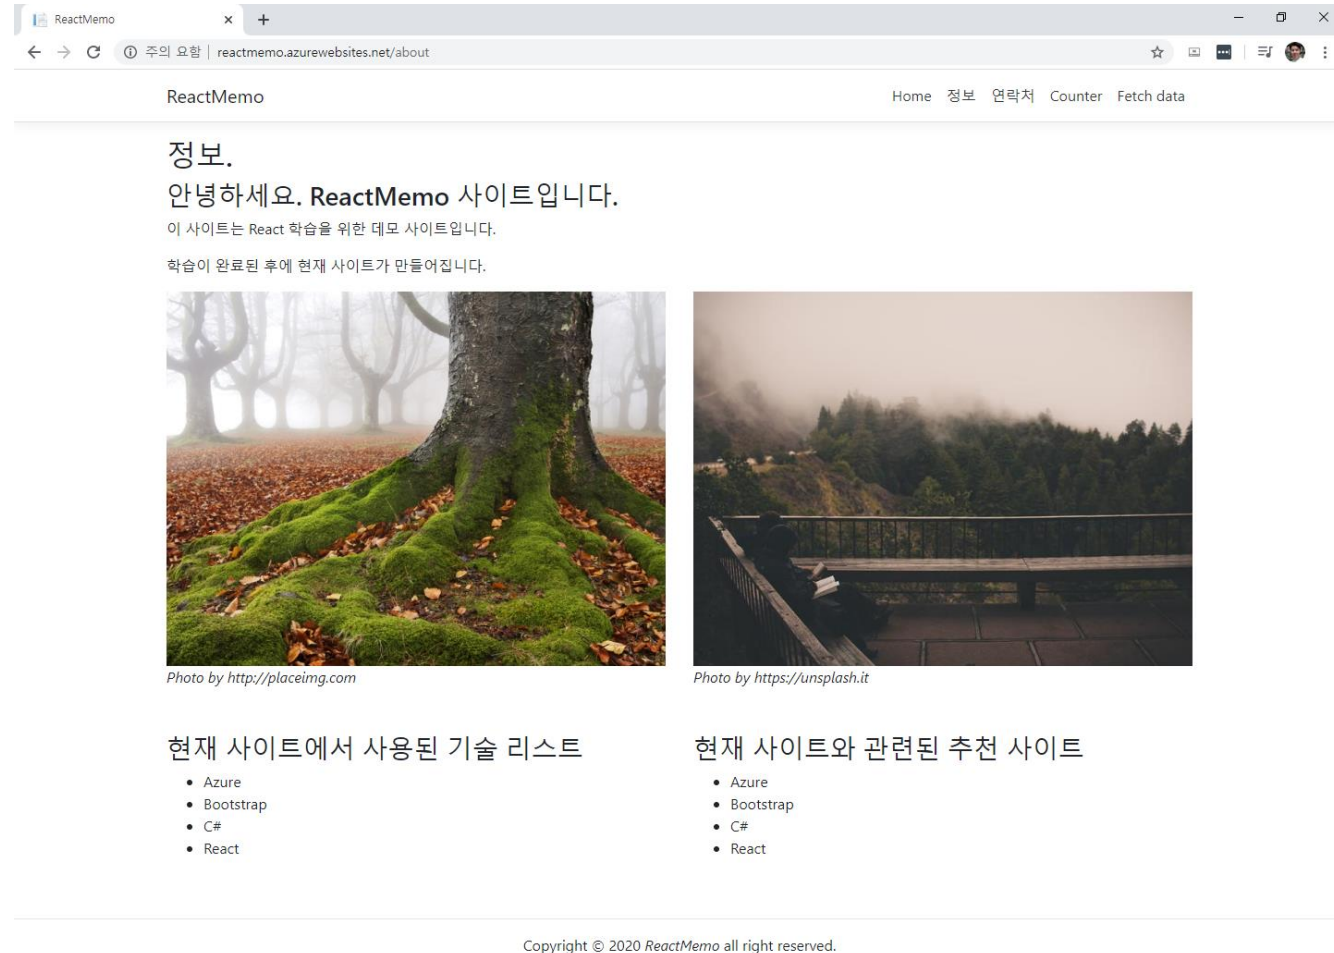 ReactMemo
주의 요함 | reactmemo.azurewebsites.net/about
ReactMemo
Home 정보 연락처 Counter Fetch data
정보.
안녕하세요. ReactMemo 사이트입니다.
이 사이트는 React 학습을 위한 데모 사이트입니다.
학습이 완료된 후에 현재 사이트가 만들어집니다.
Photo by http://placeimg.com
Photo by https://unsplash.it
현재 사이트에서 사용된 기술 리스트
Azure
Bootstrap
C#
React
현재 사이트와 관련된 추천 사이트
Azure
Bootstrap
C#
React
Copyright © 2020 ReactMemo all right reserved.